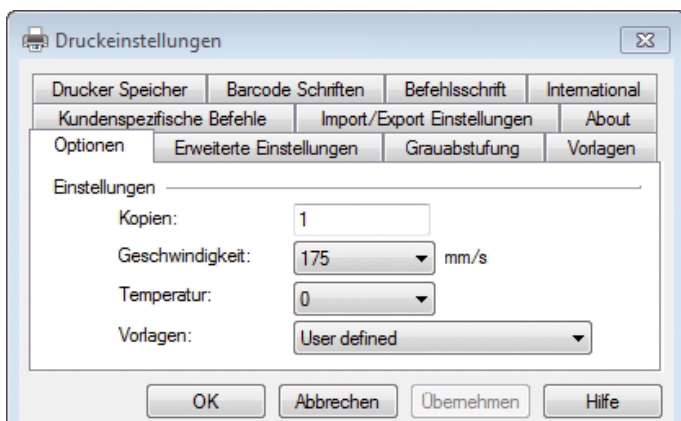 Druckeinstellungen
Drucker Speicher Barcode Schriften Befehlsschrift International
Kundenspezifische Befehle Import/Export Einstellungen About
Optionen Erweiterte Einstellungen Grauabstufung Vorlagen
Einstellungen
Kopien: 1
Geschwindigkeit: 175 mm/s
Temperatur: 0
Vorlagen: User defined
OK Abbrechen Übernehmen Hilfe